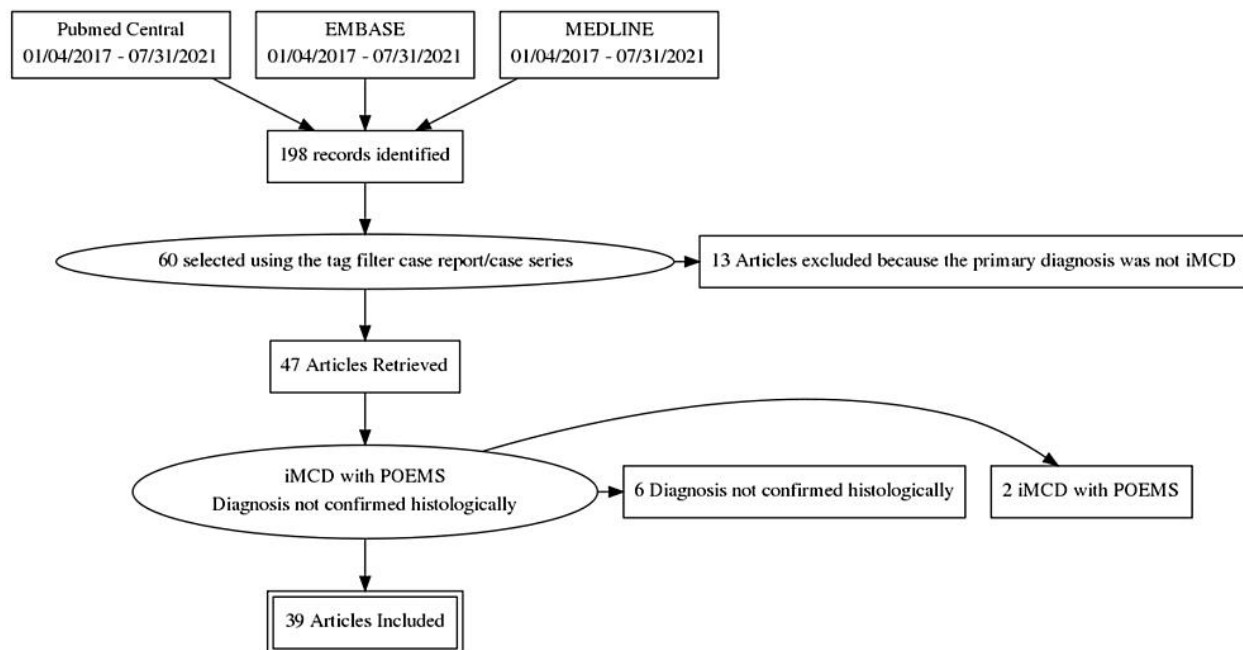 Pubmed Central
01/04/2017 - 07/31/2021
EMBASE
01/04/2017 - 07/31/2021
MEDLINE
01/04/2017 - 07/31/2021
198 records identified
60 selected using the tag filter case report/case series
13 Articles excluded because the primary diagnosis was not iMCD
47 Articles Retrieved
iMCD with POEMS
Diagnosis not confirmed histologically
6 Diagnosis not confirmed histologically
2 iMCD with POEMS
39 Articles Included